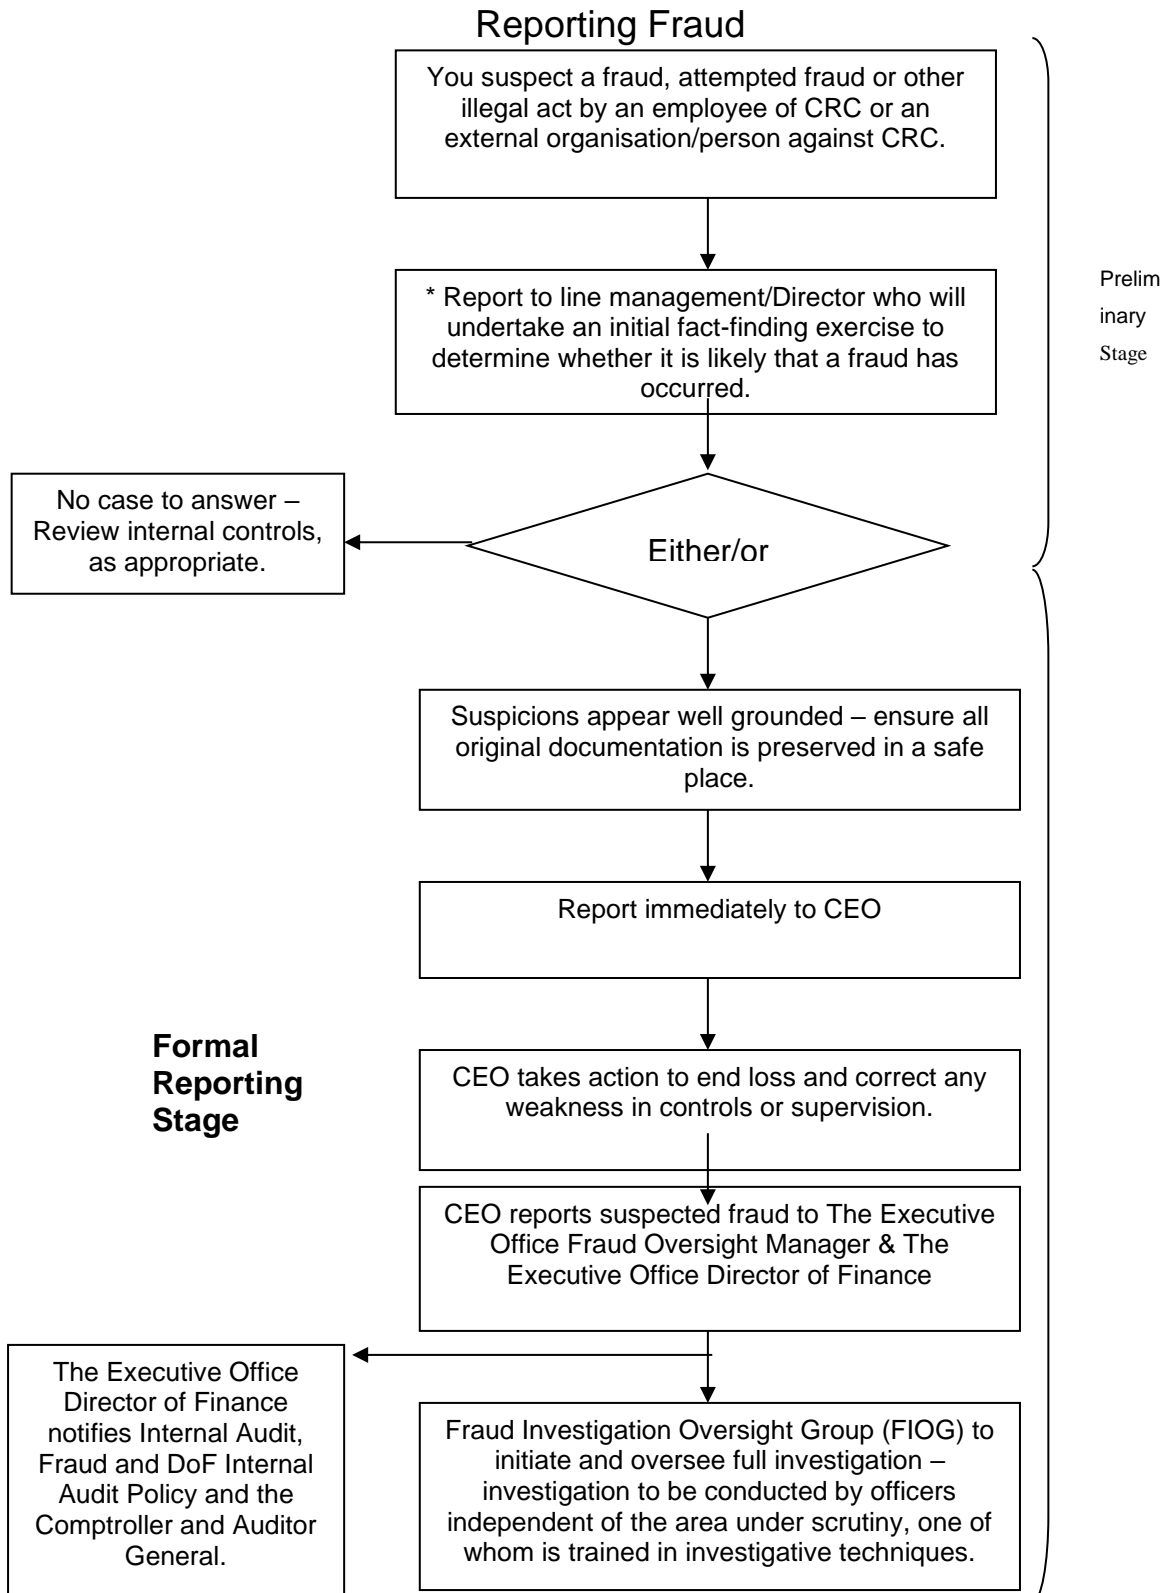 Reporting Fraud
You suspect a fraud, attempted fraud or other
illegal act by an employee of CRC or an
external organisation/person against CRC.
Prelim
inary
Stage
* Report to line management/Director who will
undertake an initial fact-finding exercise to
determine whether it is likely that a fraud has
occurred.
No case to answer –
Review internal controls,
as appropriate.
Either/or
Suspicions appear well grounded – ensure all
original documentation is preserved in a safe
place.
Report immediately to CEO
Formal
Reporting
Stage
CEO takes action to end loss and correct any
weakness in controls or supervision.
CEO reports suspected fraud to The Executive
Office Fraud Oversight Manager & The
Executive Office Director of Finance
The Executive Office
Director of Finance
notifies Internal Audit,
Fraud and DoF Internal
Audit Policy and the
Comptroller and Auditor
General.
Fraud Investigation Oversight Group (FIOG) to
initiate and oversee full investigation –
investigation to be conducted by officers
independent of the area under scrutiny, one of
whom is trained in investigative techniques.